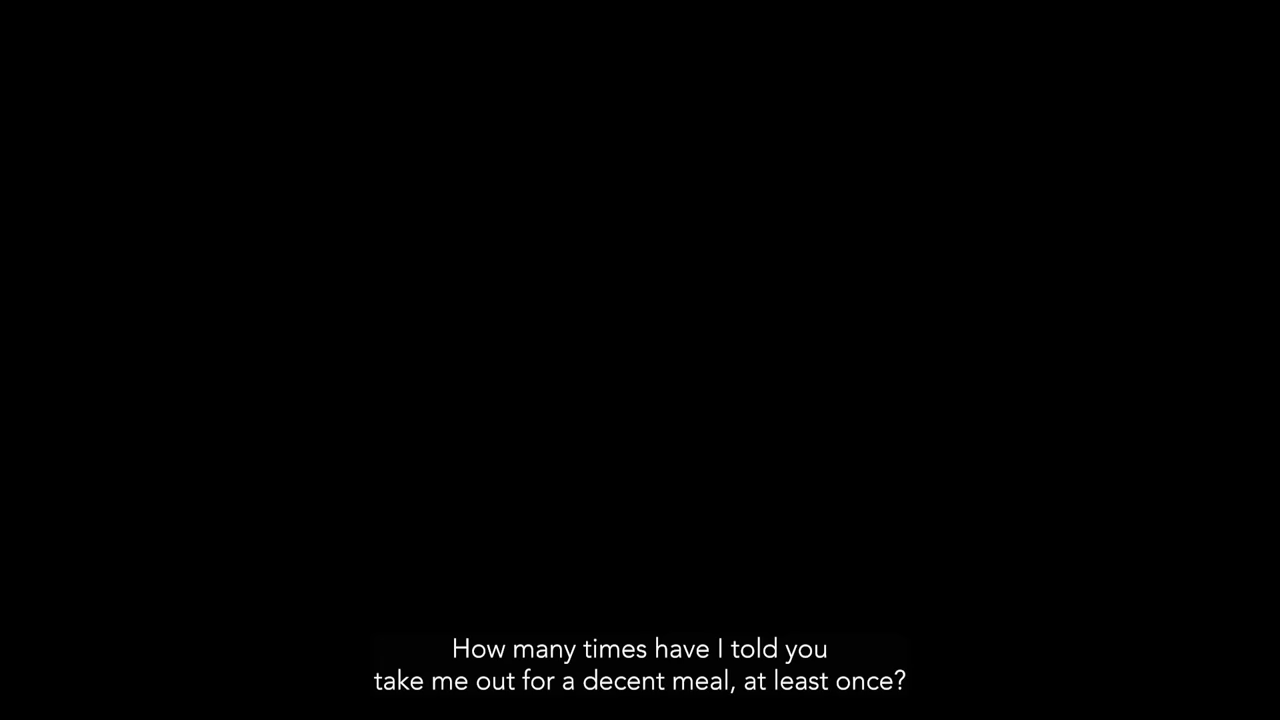 How many times have I told you
take me out for a decent meal, at least once?